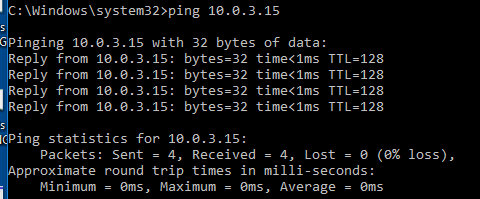 C:\Windows\system32>ping 10.0.3.15
Pinging 10.0.3.15 with 32 bytes of data:
Reply from 10.0.3.15: bytes=32 time<1ms TTL=128
Reply from 10.0.3.15: bytes=32 time<1ms TTL=128
Reply from 10.0.3.15: bytes=32 time<1ms TTL=128
Reply from 10.0.3.15: bytes=32 time<1ms TTL=128
Ping statistics for 10.0.3.15:
    Packets: Sent = 4, Received = 4, Lost = 0 (0% loss),
Approximate round trip times in milli-seconds:
    Minimum = 0ms, Maximum = 0ms, Average = 0ms